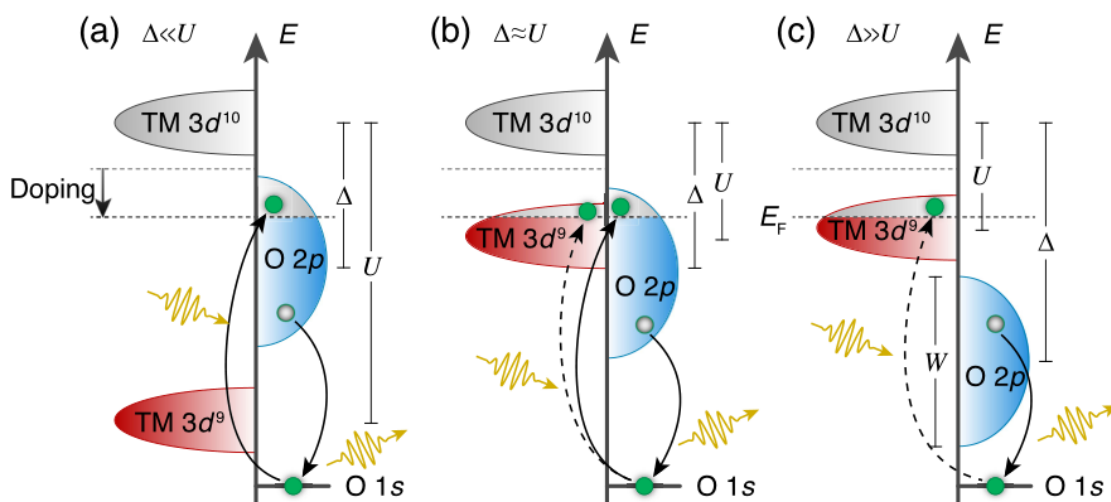 (a) Δ≪U E
TM 3d¹⁰
Doping
Δ
O 2p
U
TM 3d⁹
O 1s
(b) Δ≈U E
TM 3d¹⁰
U
Δ
TM 3d⁹
O 2p
O 1s
(c) Δ≫U E
TM 3d¹⁰
U
E_F
TM 3d⁹
Δ
W
O 2p
O 1s